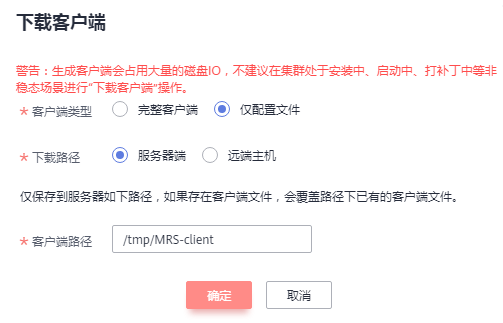 下载客户端
警告：生成客户端会占用大量的磁盘IO，不建议在集群处于安装中、启动中、打补丁中等非
稳态场景进行“下载客户端”操作。
* 客户端类型 完整客户端 仅配置文件
* 下载路径 服务器端 远端主机
仅保存到服务器如下路径，如果存在客户端文件，会覆盖路径下已有的客户端文件。
* 客户端路径 /tmp/MRS-client
确定 取消